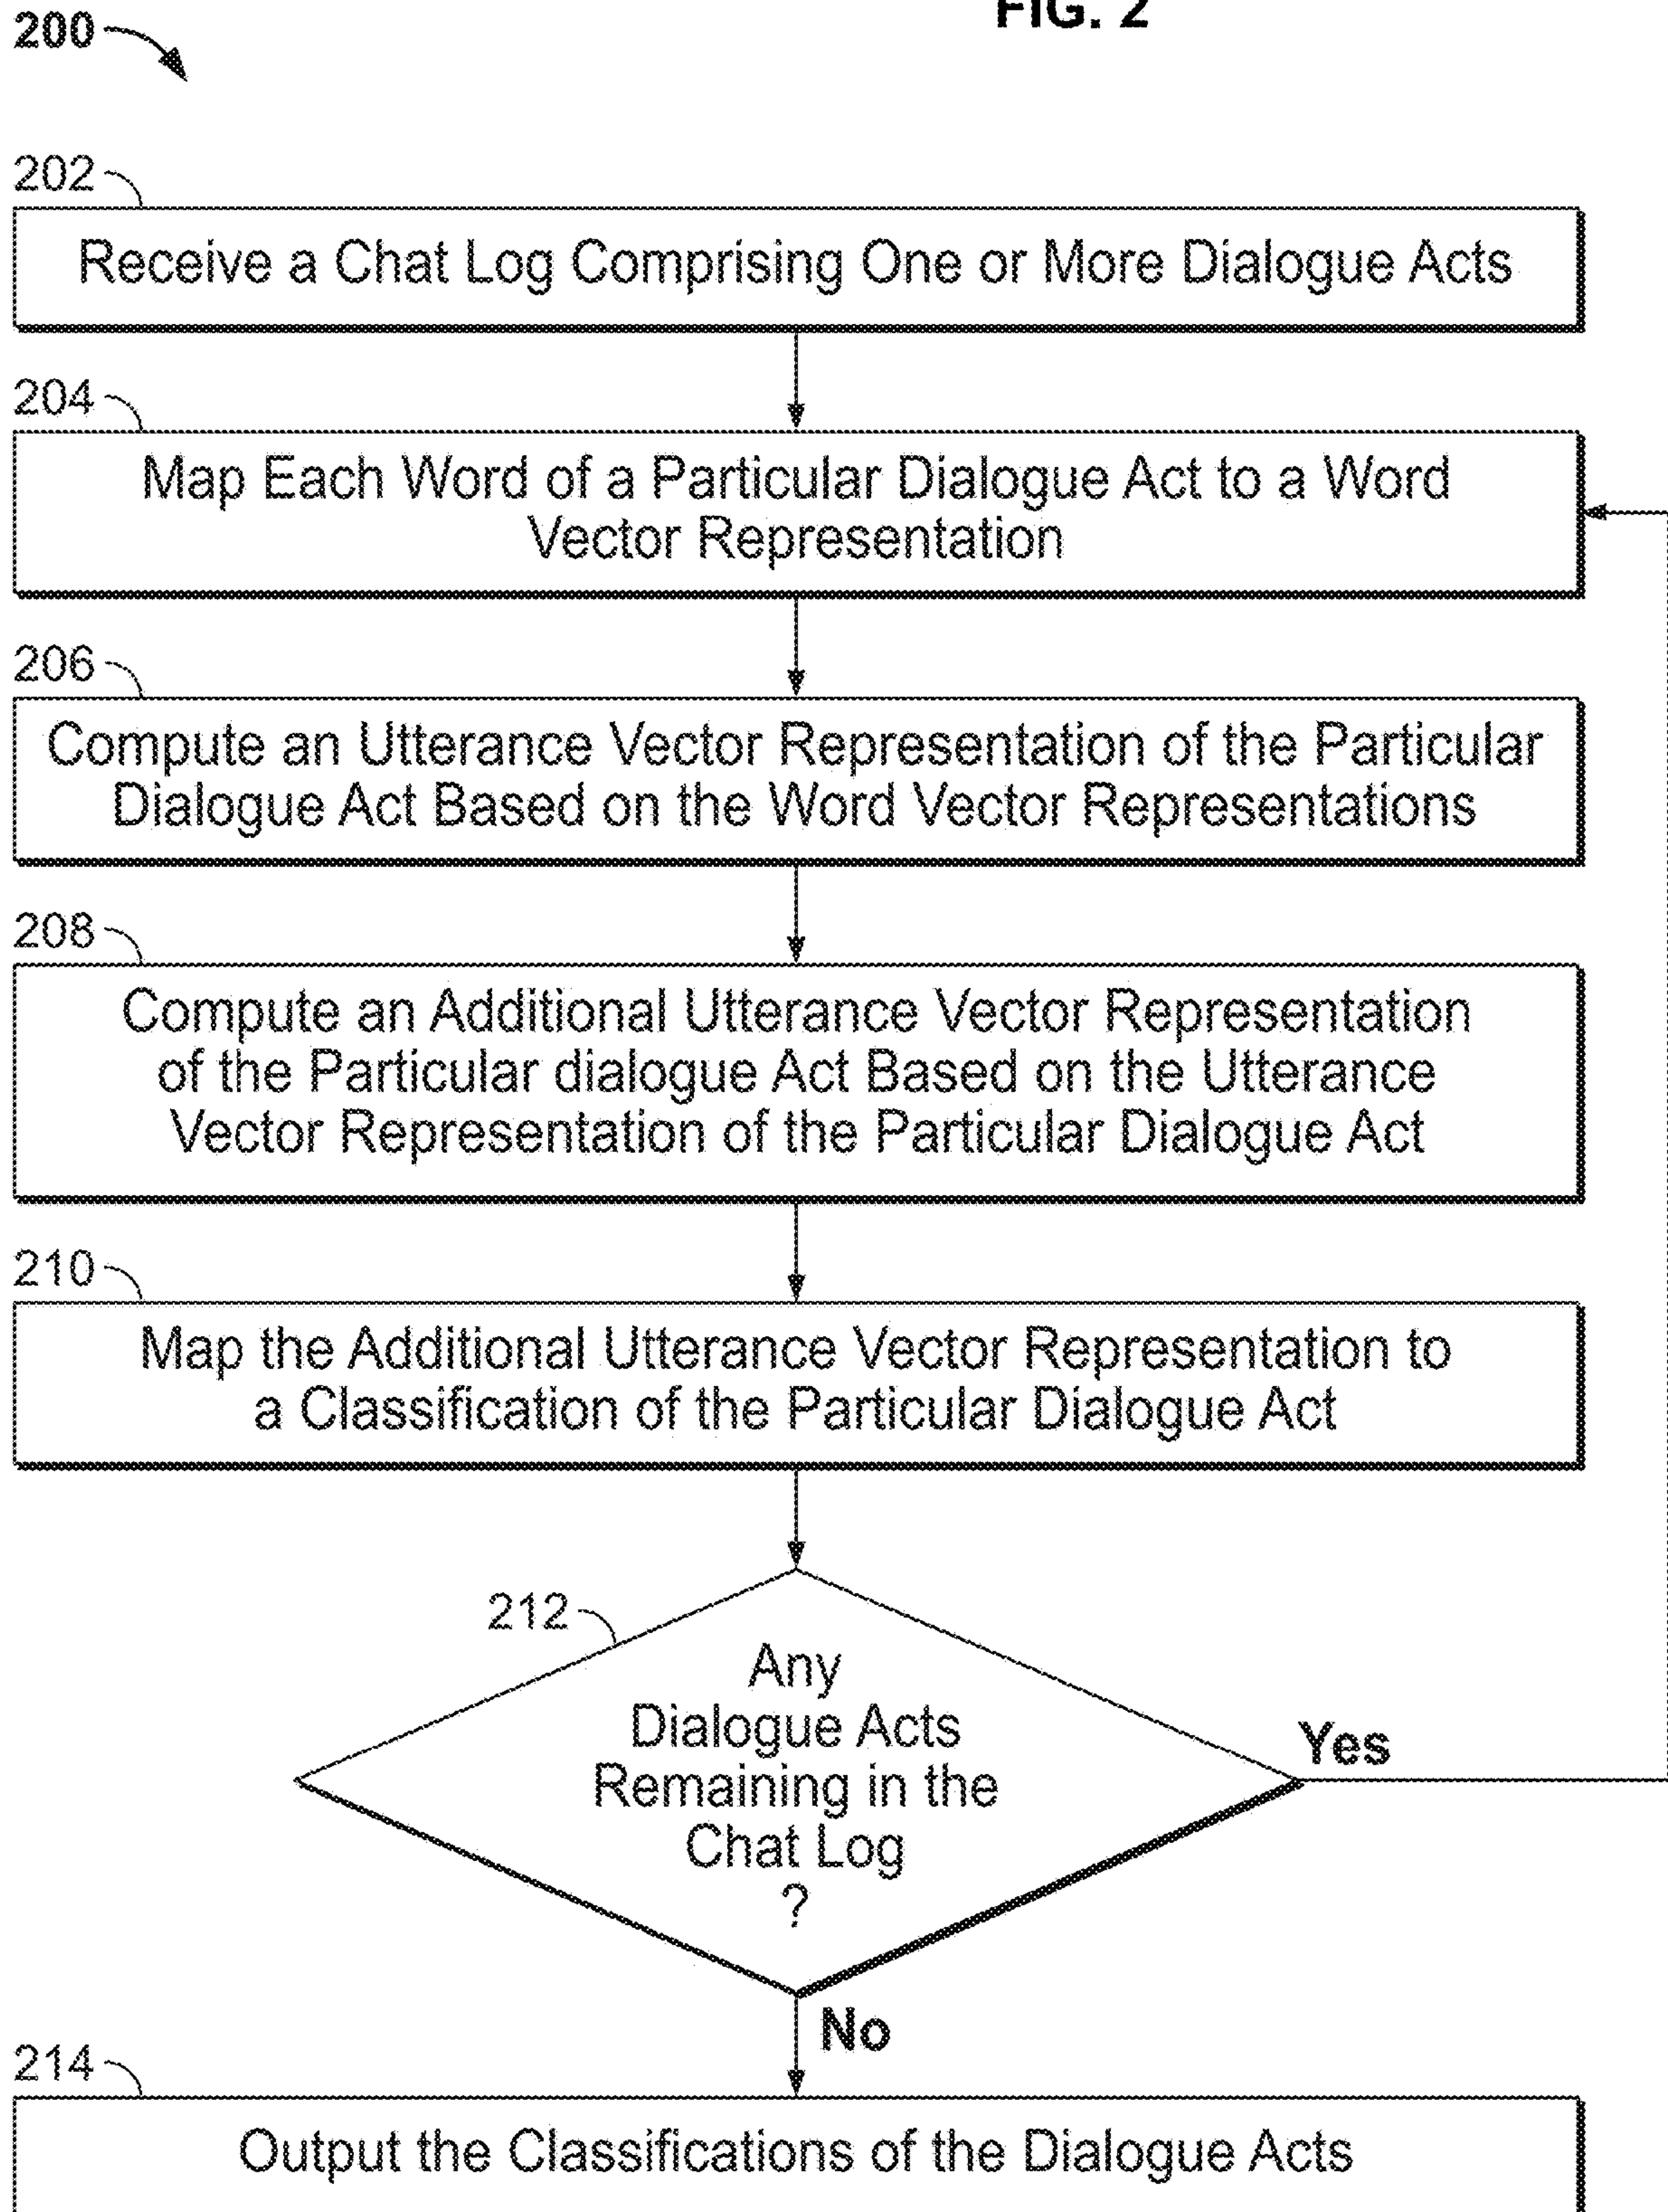 FIG. 2
200
202
Receive a Chat Log Comprising One or More Dialogue Acts
204
Map Each Word of a Particular Dialogue Act to a Word
Vector Representation
206
Compute an Utterance Vector Representation of the Particular
Dialogue Act Based on the Word Vector Representations
208
Compute an Additional Utterance Vector Representation
of the Particular dialogue Act Based on the Utterance
Vector Representation of the Particular Dialogue Act
210
Map the Additional Utterance Vector Representation to
a Classification of the Particular Dialogue Act
212
Any
Dialogue Acts
Remaining in the
Chat Log
?
Yes
No
214
Output the Classifications of the Dialogue Acts